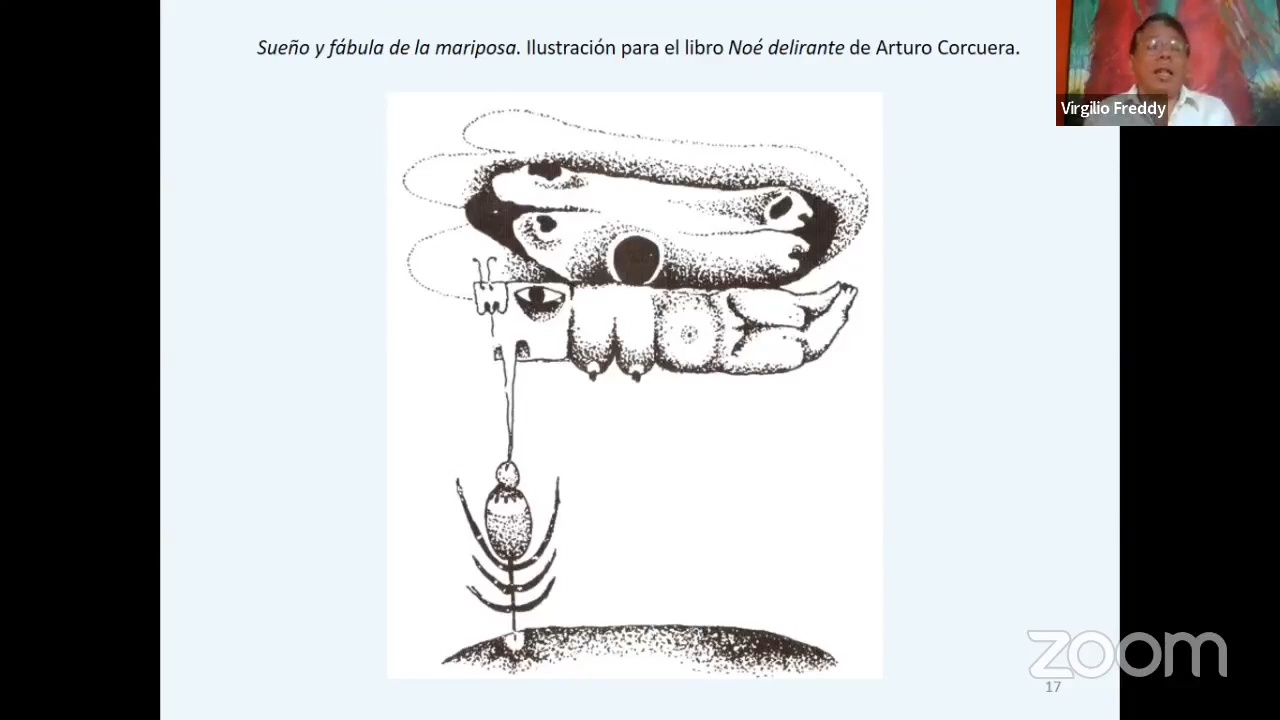 Sueño y fábula de la mariposa. Ilustración para el libro Noé delirante de Arturo Corcuera.
Virgilio Freddy
zoom
17